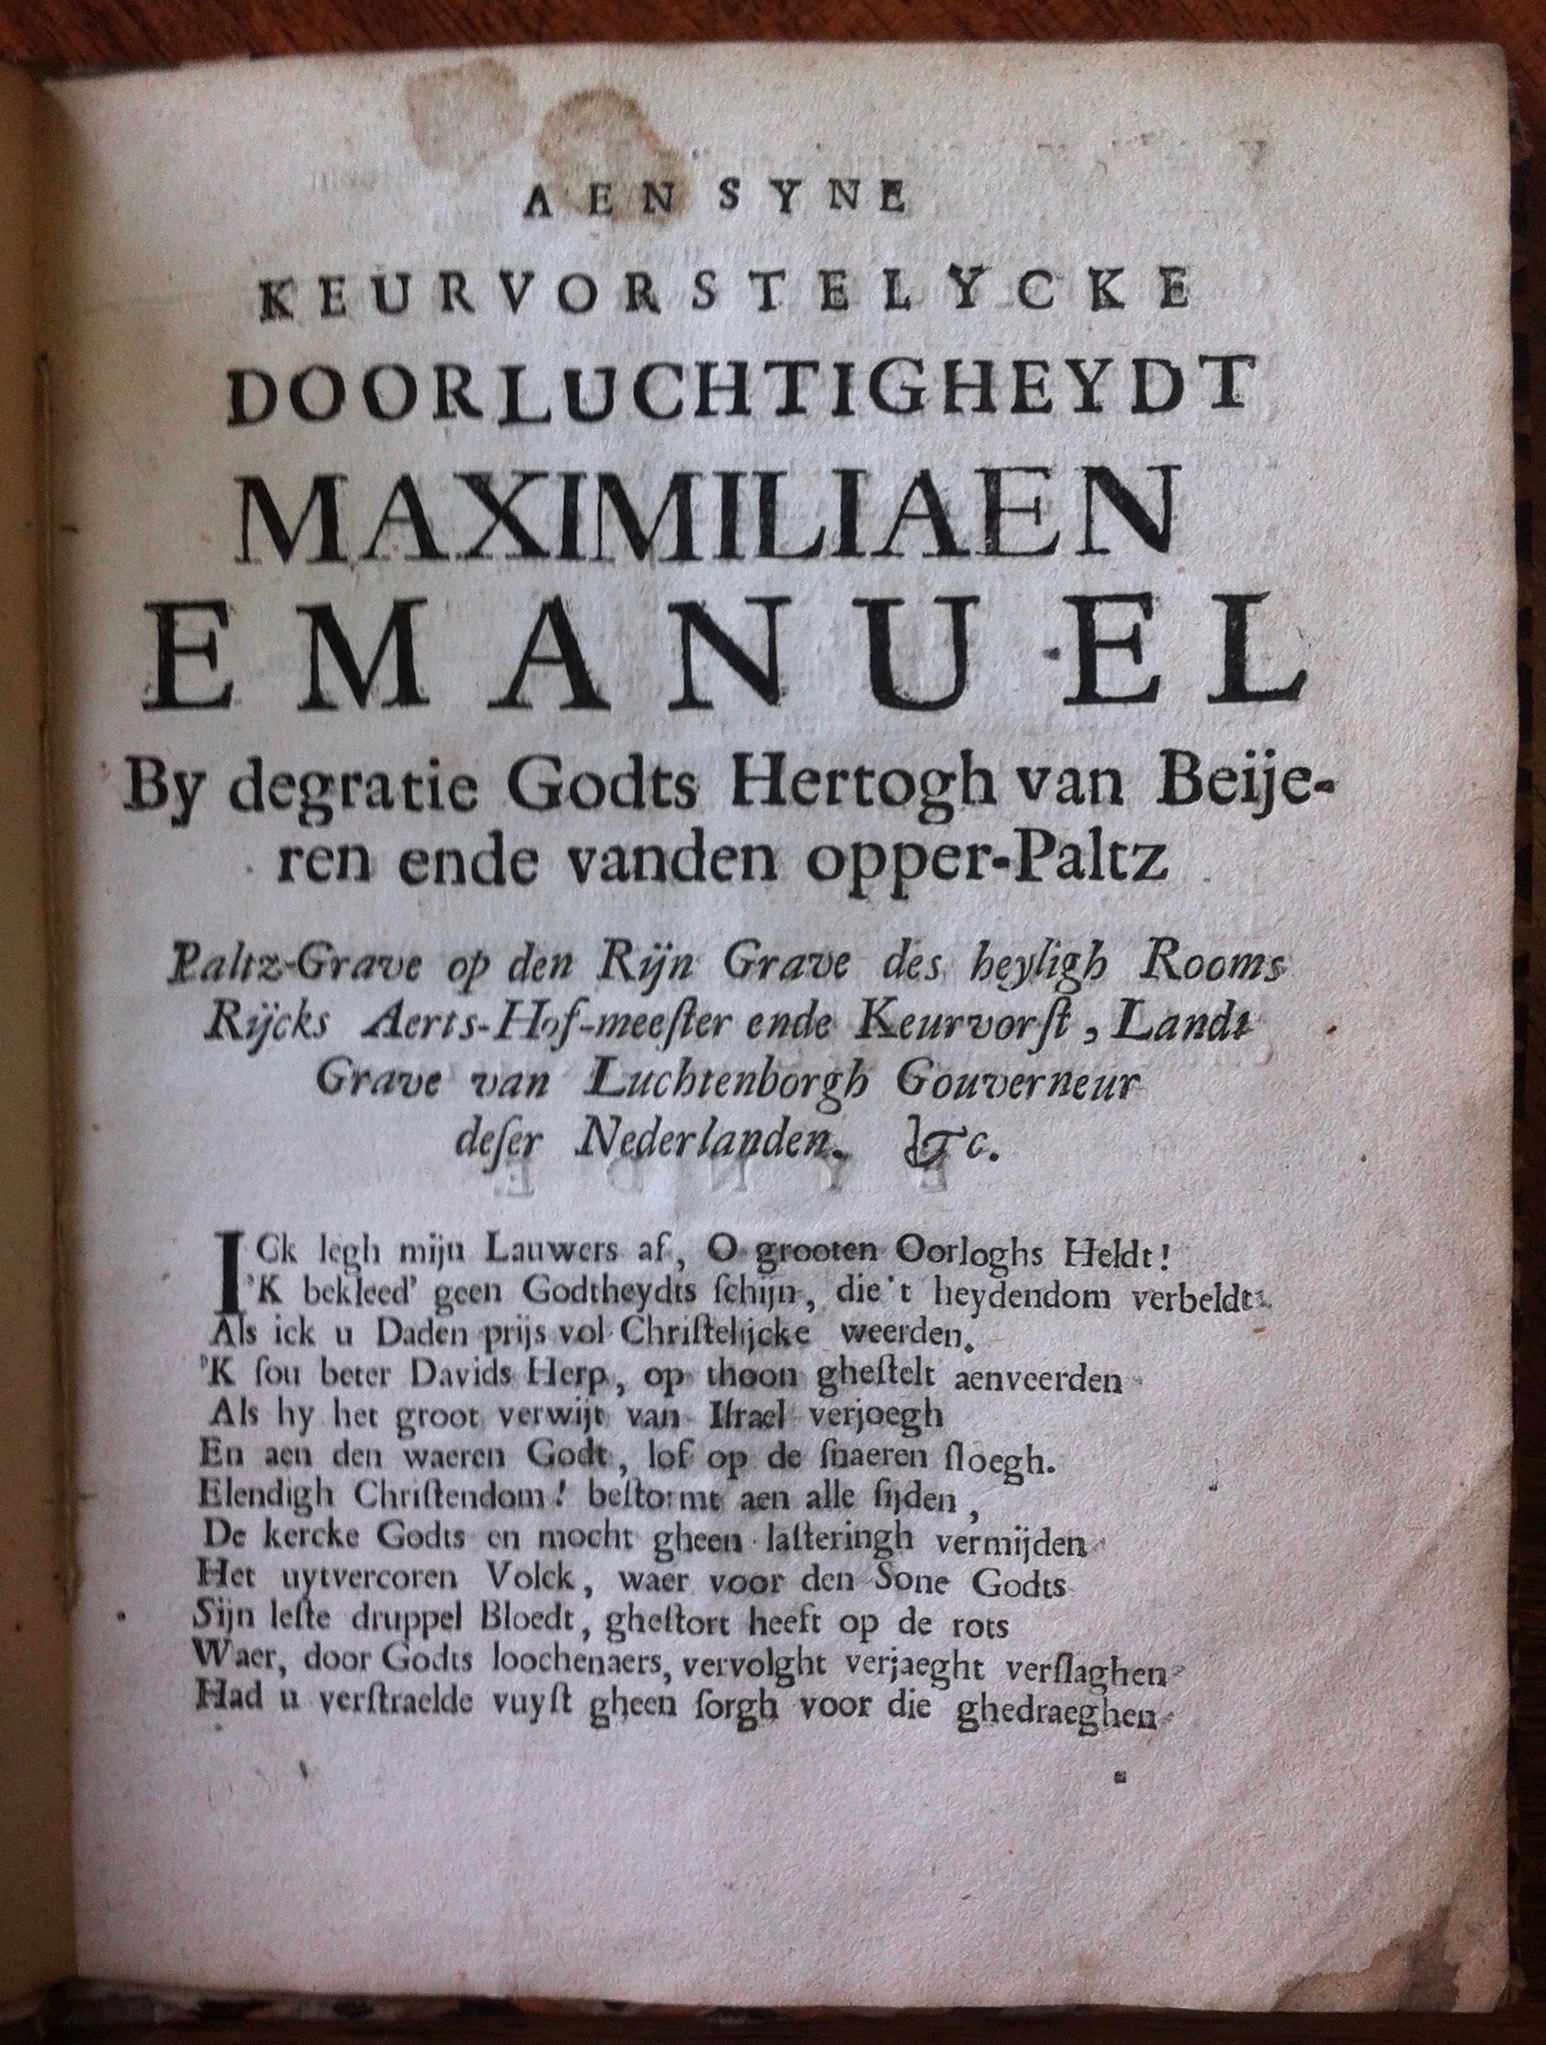 AEN SYNE
KEURVORSTELYCKE
DOORLUCHTIGHEYDT
MAXIMILIAEN
EMANUEL
By degratie Godts Hertogh van Beije-
ren ende vanden opper-Paltz
Paltz-Grave op den Rijn Grave des heyligh Rooms
Rijcks Aerts-Hof-meeſter ende Keurvorſt, Landt
Grave van Luchtenborgh Gouverneur
deſer Nederlanden. &c.
ICk legh mijn Lauwers af, O grooten Oorloghs Heldt!
'K bekleed' geen Godtheydts ſchijn, die 't heydendom verbeldt.
Als ick u Daden prijs vol Chriſtelijcke weerden.
'K ſou beter Davids Herp, op thoon gheſtelt aenveerden
Als hy het groot verwijt van Iſrael verjoegh
En aen den waeren Godt, lof op de ſnaeren ſloegh.
Elendigh Chriſtendom! beſtormt aen alle ſijden,
De kercke Godts en mocht gheen laſteringh vermijden
Het uytvercoren Volck, waer voor den Sone Godts
Sijn leſte druppel Bloedt, gheſtort heeft op de rots
Waer, door Godts loochenaers, vervolght verjaeght verſlaghen
Had u verſtraelde vuyſt gheen ſorgh voor die ghedraeghen